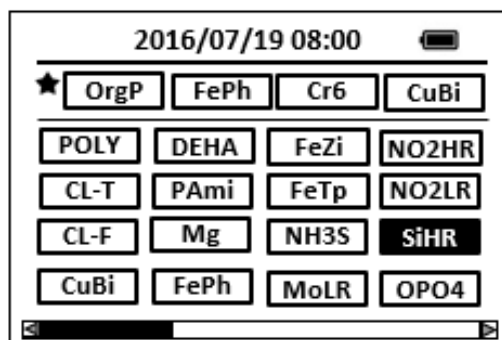 2016/07/19 08:00
OrgP FePh Cr6 CuBi
POLY DEHA FeZi NO2HR
CL-T PAmi FeTp NO2LR
CL-F Mg NH3S SiHR
CuBi FePh MoLR OPO4